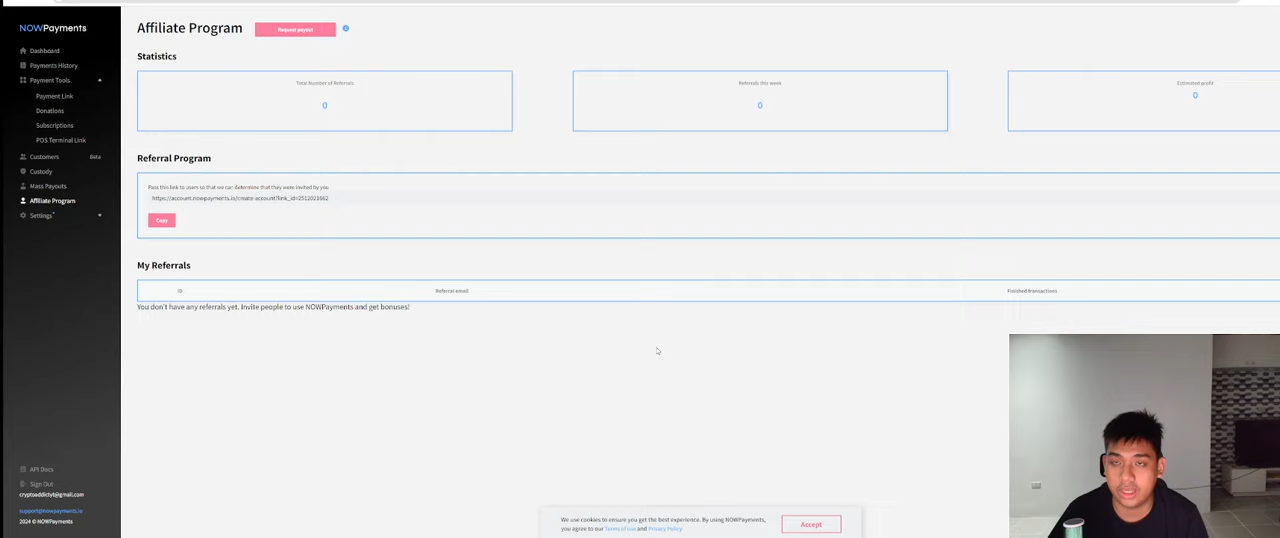 NOWPayments
Dashboard
Payments History
Payment Tools
Payment Link
Donations
Subscriptions
POS Terminal Link
Customers Beta
Custody
Mass Payouts
Affiliate Program
Settings
API Docs
Sign Out
cryptoaddictyt@gmail.com
support@nowpayments.io
2024 © NOWPayments
Affiliate Program Request payout
Statistics
Total Number of Referrals
0
Referrals this week
0
Estimated profit
0
Referral Program
Pass this link to users so that we can determine that they were invited by you
https://account.nowpayments.io/create-account?link_id=2512021662
Copy
My Referrals
ID Referral email Finished transactions
You don't have any referrals yet. Invite people to use NOWPayments and get bonuses!
We use cookies to ensure you get the best experience. By using NOWPayments,
you agree to our Terms of use and Privacy Policy
Accept